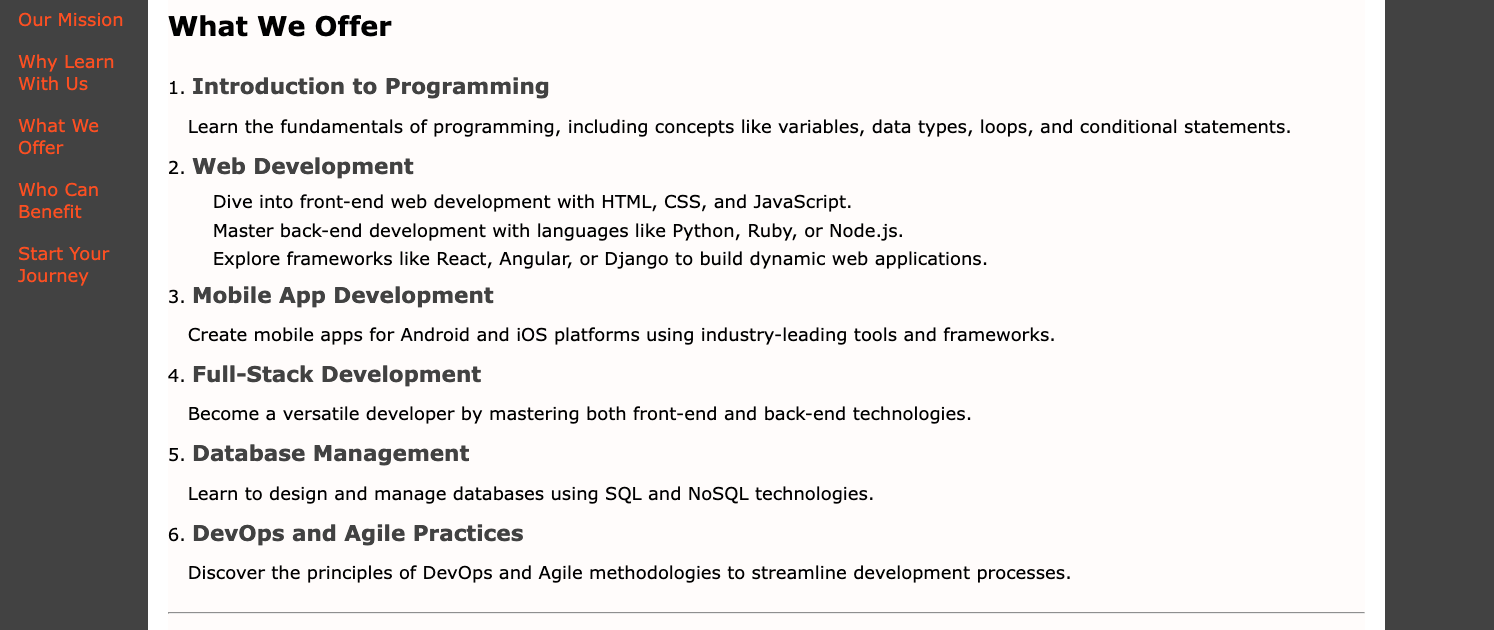 Our Mission
Why Learn
With Us
What We
Offer
Who Can
Benefit
Start Your
Journey
What We Offer
1. Introduction to Programming
Learn the fundamentals of programming, including concepts like variables, data types, loops, and conditional statements.
2. Web Development
Dive into front-end web development with HTML, CSS, and JavaScript.
Master back-end development with languages like Python, Ruby, or Node.js.
Explore frameworks like React, Angular, or Django to build dynamic web applications.
3. Mobile App Development
Create mobile apps for Android and iOS platforms using industry-leading tools and frameworks.
4. Full-Stack Development
Become a versatile developer by mastering both front-end and back-end technologies.
5. Database Management
Learn to design and manage databases using SQL and NoSQL technologies.
6. DevOps and Agile Practices
Discover the principles of DevOps and Agile methodologies to streamline development processes.